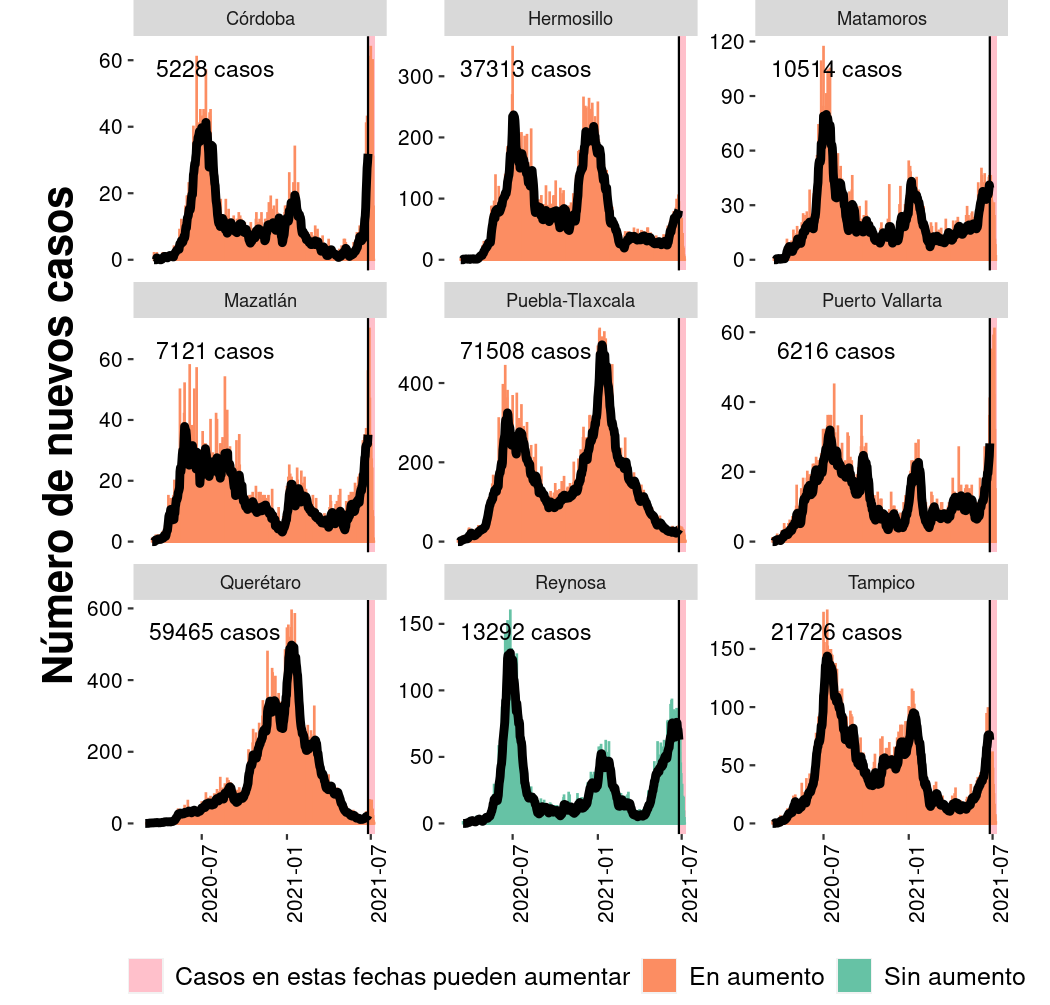 Número de nuevos casos
Córdoba
5228 casos
60
40
20
0
Hermosillo
37313 casos
300
200
100
0
Matamoros
10514 casos
120
90
60
30
0
Mazatlán
7121 casos
60
40
20
0
Puebla-Tlaxcala
71508 casos
400
200
0
Puerto Vallarta
6216 casos
60
40
20
0
Querétaro
59465 casos
600
400
200
0
Reynosa
13292 casos
150
100
50
0
Tampico
21726 casos
150
100
50
0
2020-07
2021-01
2021-07
2020-07
2021-01
2021-07
2020-07
2021-01
2021-07
Casos en estas fechas pueden aumentar
En aumento
Sin aumento